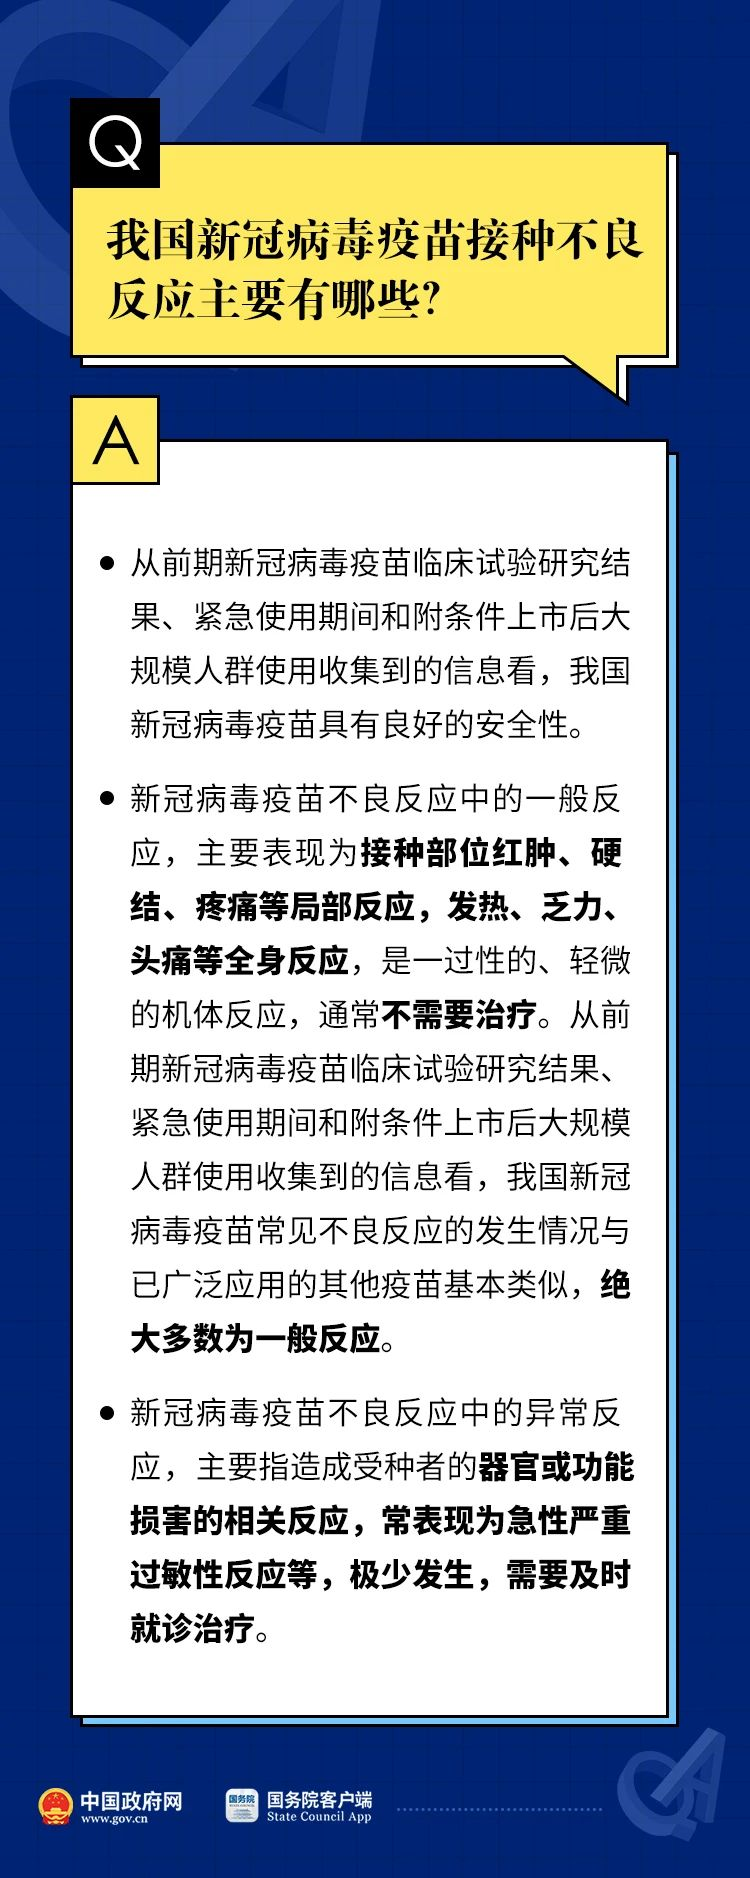 Q
我国新冠病毒疫苗接种不良
反应主要有哪些?
A
● 从前期新冠病毒疫苗临床试验研究结
果、紧急使用期间和附条件上市后大
规模人群使用收集到的信息看，我国
新冠病毒疫苗具有良好的安全性。
● 新冠病毒疫苗不良反应中的一般反
应，主要表现为接种部位红肿、硬
结、疼痛等局部反应，发热、乏力、
头痛等全身反应，是一过性的、轻微
的机体反应，通常不需要治疗。从前
期新冠病毒疫苗临床试验研究结果、
紧急使用期间和附条件上市后大规模
人群使用收集到的信息看，我国新冠
病毒疫苗常见不良反应的发生情况与
已广泛应用的其他疫苗基本类似，绝
大多数为一般反应。
● 新冠病毒疫苗不良反应中的异常反
应，主要指造成受种者的器官或功能
损害的相关反应，常表现为急性严重
过敏性反应等，极少发生，需要及时
就诊治疗。
中国政府网
www.gov.cn
国务院
国务院客户端
State Council App
QA